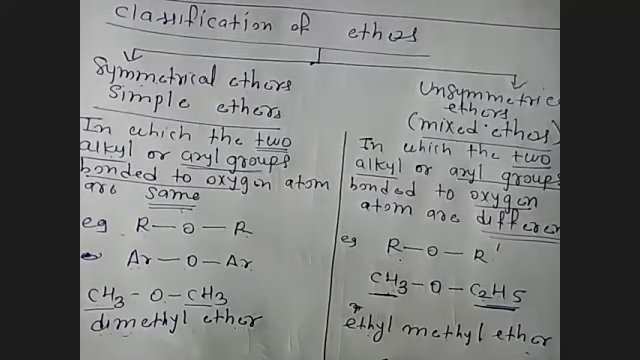 classification of ethers
Symmetrical ethers
Simple ethers
In which the two
alkyl or aryl groups
bonded to oxygen atom
are same
eg R-O-R
Ar-O-Ar
CH3-O-CH3
dimethyl ether
Unsymmetric
ethers
(mixed ethers)
In which the two
alkyl or aryl groups
bonded to oxygen
atom are differen
eg R-O-R'
CH3-O-C2H5
ethyl methyl ether